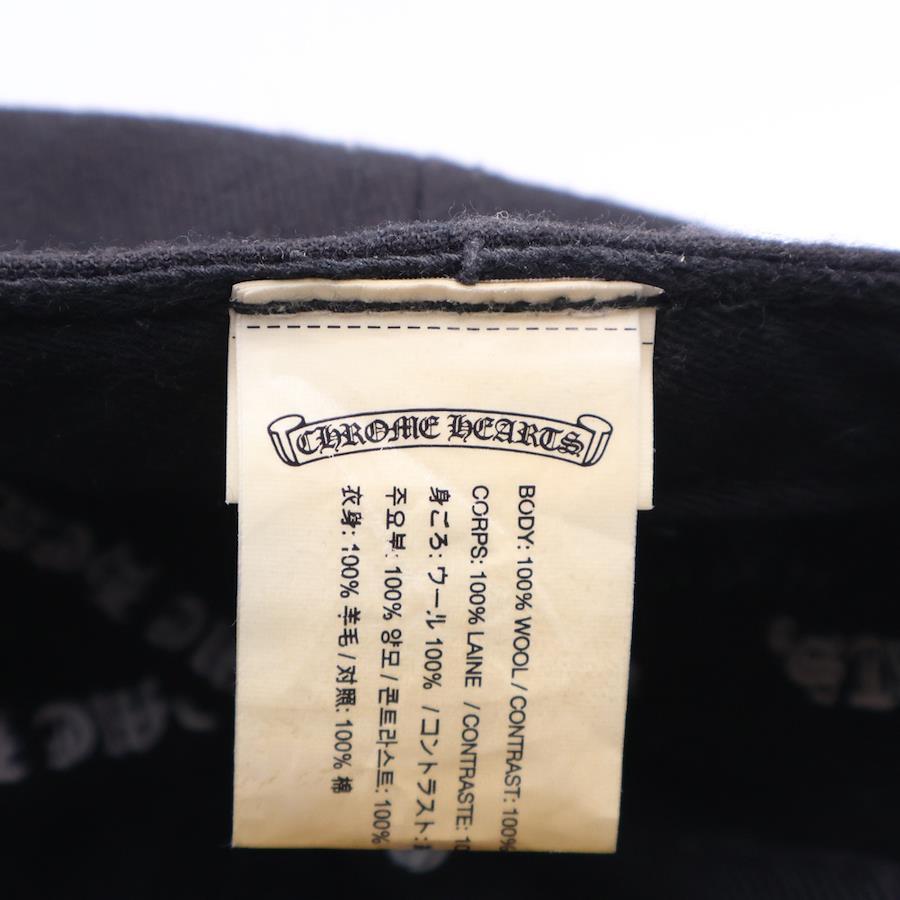 CHROME HEARTS
BODY: 100% WOOL / CONTRAST: 100%
CORPS: 100% LAINE / CONTRASTE:
身ごろ: ウール 100% / コントラスト:
주요부: 100% 양모 / 콘트라스트: 100%
衣身: 100% 羊毛 / 对照: 100% 棉